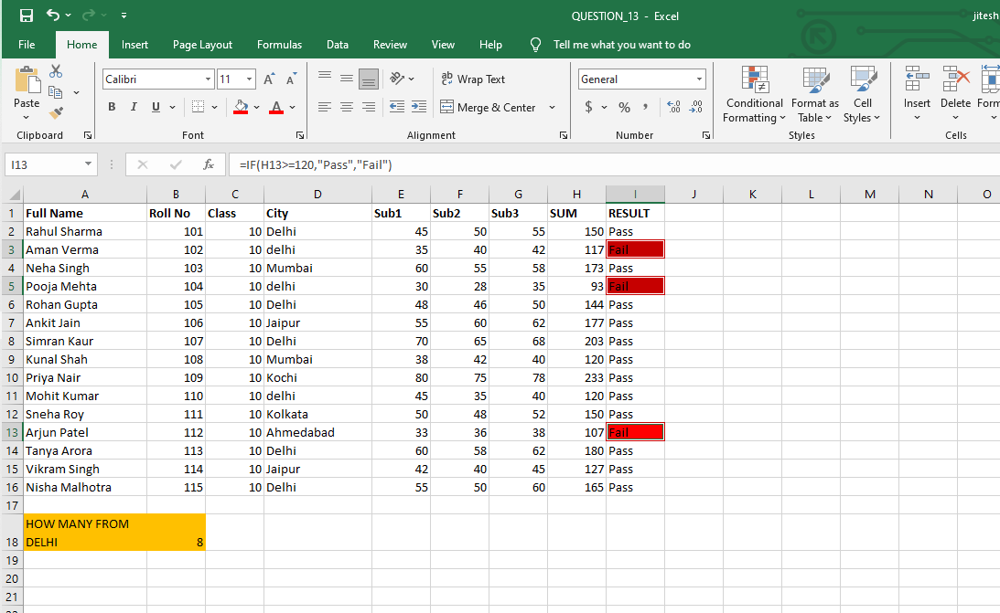 QUESTION_13 - Excel
jitesh
File Home Insert Page Layout Formulas Data Review View Help Tell me what you want to do
Paste
Clipboard
Calibri 11 A A
B I U A
Font
ab Wrap Text
Merge & Center
Alignment
General
$ % , .00 .00
Number
Conditional Formatting
Format as Table
Cell Styles
Styles
Insert Delete Form
Cells
I13 fx =IF(H13>=120,"Pass","Fail")
A B C D E F G H I J K L M N O
1 Full Name Roll No Class City Sub1 Sub2 Sub3 SUM RESULT
2 Rahul Sharma 101 10 Delhi 45 50 55 150 Pass
3 Aman Verma 102 10 delhi 35 40 42 117 Fail
4 Neha Singh 103 10 Mumbai 60 55 58 173 Pass
5 Pooja Mehta 104 10 delhi 30 28 35 93 Fail
6 Rohan Gupta 105 10 Delhi 48 46 50 144 Pass
7 Ankit Jain 106 10 Jaipur 55 60 62 177 Pass
8 Simran Kaur 107 10 Delhi 70 65 68 203 Pass
9 Kunal Shah 108 10 Mumbai 38 42 40 120 Pass
10 Priya Nair 109 10 Kochi 80 75 78 233 Pass
11 Mohit Kumar 110 10 delhi 45 35 40 120 Pass
12 Sneha Roy 111 10 Kolkata 50 48 52 150 Pass
13 Arjun Patel 112 10 Ahmedabad 33 36 38 107 Fail
14 Tanya Arora 113 10 Delhi 60 58 62 180 Pass
15 Vikram Singh 114 10 Jaipur 42 40 45 127 Pass
16 Nisha Malhotra 115 10 Delhi 55 50 60 165 Pass
17
HOW MANY FROM
18 DELHI 8
19
20
21